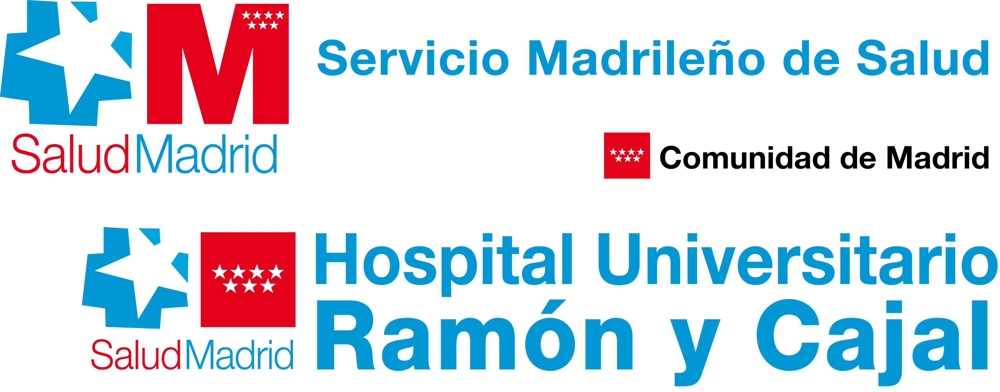 M
Servicio Madrileño de Salud
SaludMadrid
Comunidad de Madrid
Hospital Universitario
Ramón y Cajal
SaludMadrid